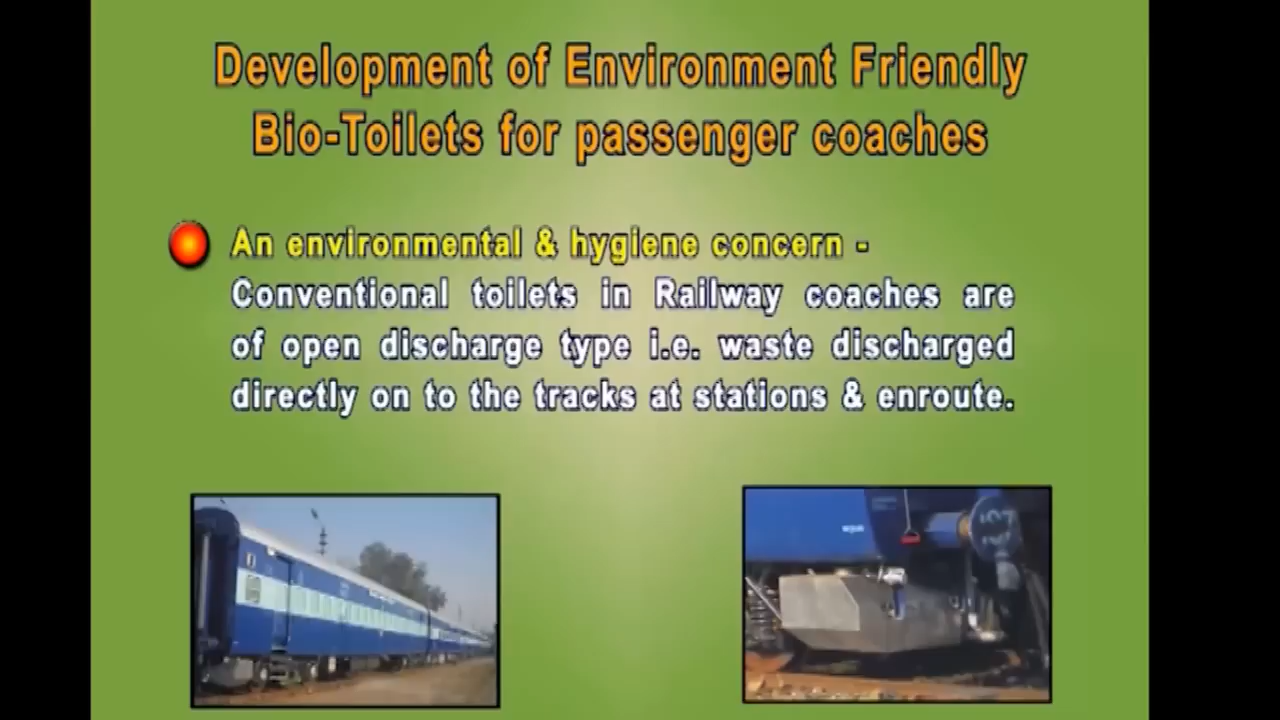 Development of Environment Friendly
Bio-Toilets for passenger coaches
An environmental & hygiene concern -
Conventional toilets in Railway coaches are
of open discharge type i.e. waste discharged
directly on to the tracks at stations & enroute.